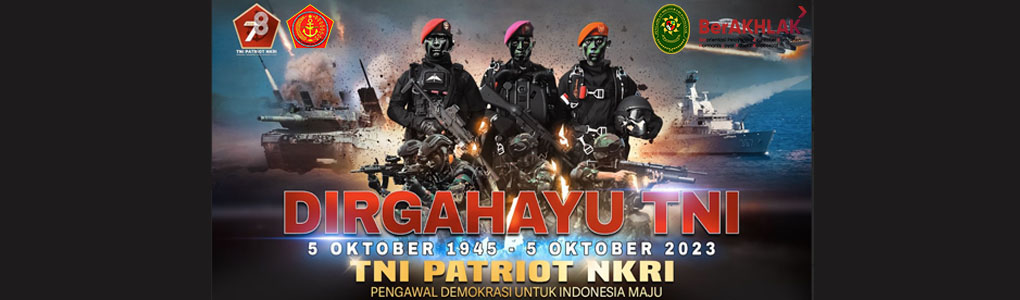 78
TNI PATRIOT NKRI
BerAKHLAK
DIRGAHAYU TNI
5 OKTOBER 1945 - 5 OKTOBER 2023
TNI PATRIOT NKRI
PENGAWAL DEMOKRASI UNTUK INDONESIA MAJU